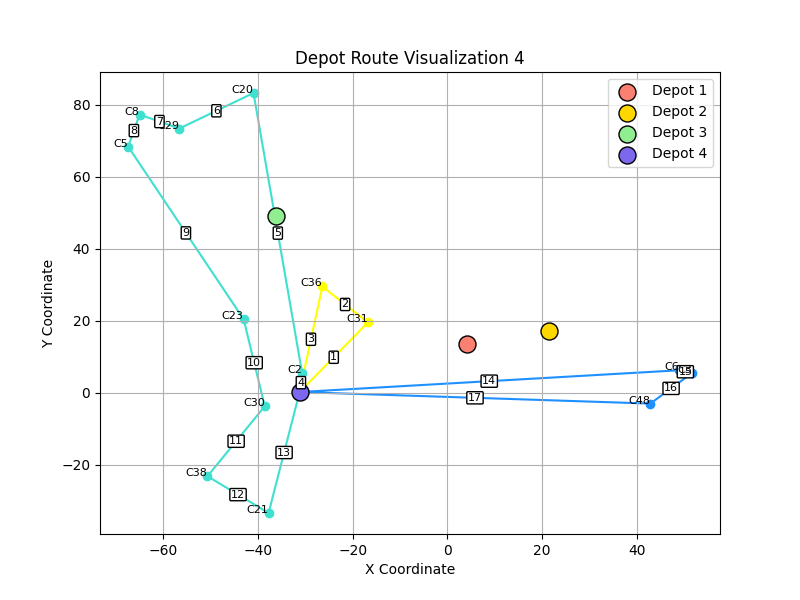 Depot Route Visualization 4
Depot 1
Depot 2
Depot 3
Depot 4
80
60
40
20
0
−20
−60
−40
−20
0
20
40
X Coordinate
Y Coordinate
C20
C8
C5
C36
C31
C23
C2
C30
C48
C38
C21
1
2
3
4
5
6
7
8
9
10
11
12
13
14
15
16
17